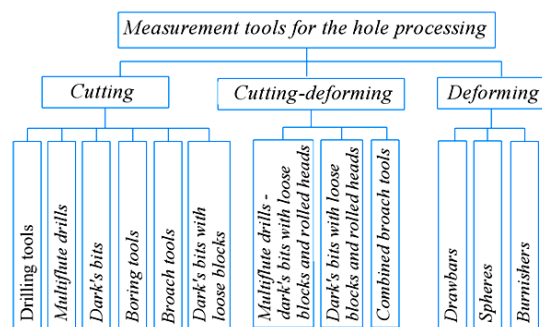 Measurement tools for the hole processing
Cutting
Cutting-deforming
Deforming
Drilling tools
Multiflute drills
Dark's bits
Boring tools
Broach tools
Dark's bits with
loose blocks
Multiflute drills -
dark's bits with loose
blocks and rolled heads
Dark's bits with loose
blocks and rolled heads
Combined broach tools
Drawbars
Spheres
Burnishers